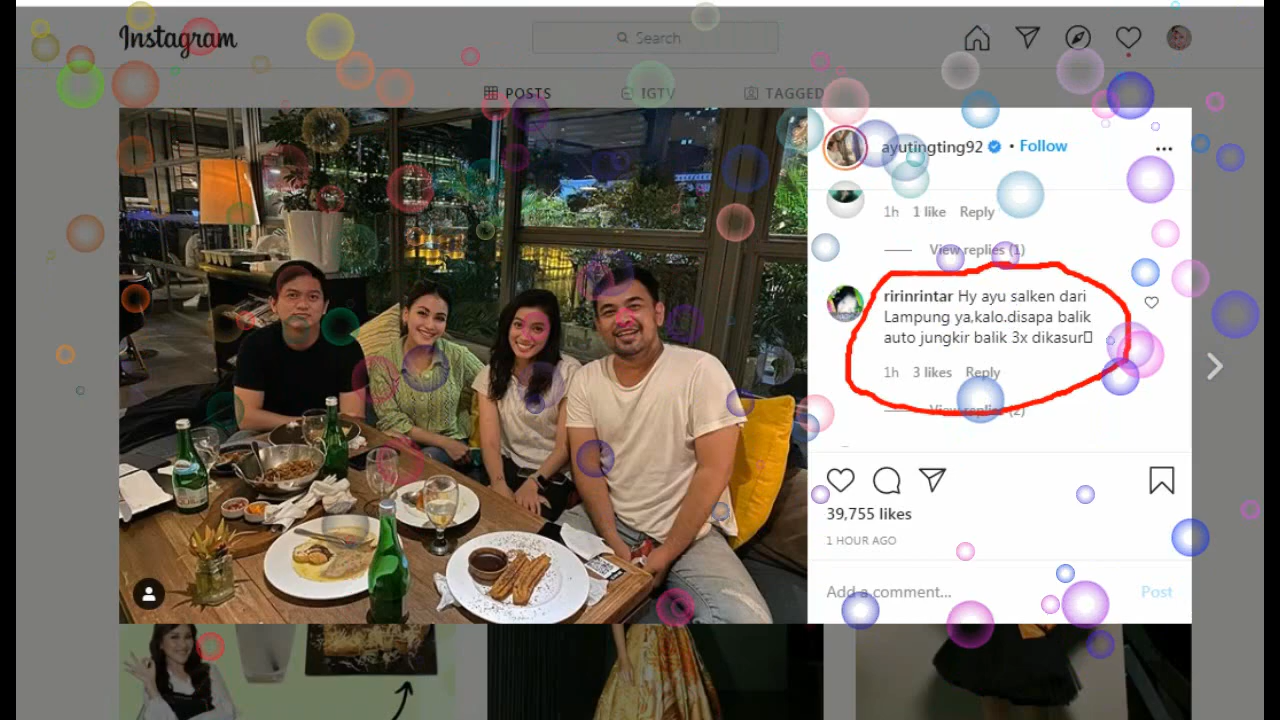 Instagram
Search
POSTS IGTV TAGGED
ayutingting92 • Follow
1h 1 like Reply
View replies (1)
ririnrintar Hy ayu salken dari
Lampung ya,kalo.disapa balik
auto jungkir balik 3x dikasur
1h 3 likes Reply
View replies (2)
39,755 likes
1 HOUR AGO
Add a comment... Post